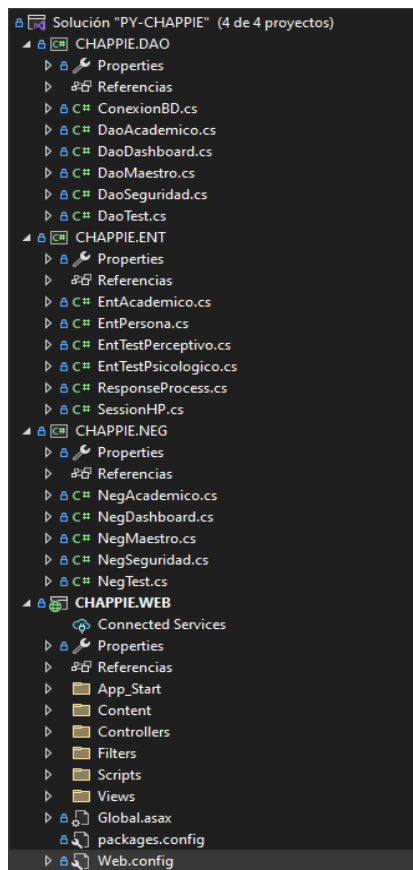 Solución "PY-CHAPPIE" (4 de 4 proyectos)
C# CHAPPIE.DAO
Properties
Referencias
C# ConexionBD.cs
C# DaoAcademico.cs
C# DaoDashboard.cs
C# DaoMaestro.cs
C# DaoSeguridad.cs
C# DaoTest.cs
C# CHAPPIE.ENT
Properties
Referencias
C# EntAcademico.cs
C# EntPersona.cs
C# EntTestPerceptivo.cs
C# EntTestPsicologico.cs
C# ResponseProcess.cs
C# SessionHP.cs
C# CHAPPIE.NEG
Properties
Referencias
C# NegAcademico.cs
C# NegDashboard.cs
C# NegMaestro.cs
C# NegSeguridad.cs
C# NegTest.cs
CHAPPIE.WEB
Connected Services
Properties
Referencias
App_Start
Content
Controllers
Filters
Scripts
Views
Global.asax
packages.config
Web.config